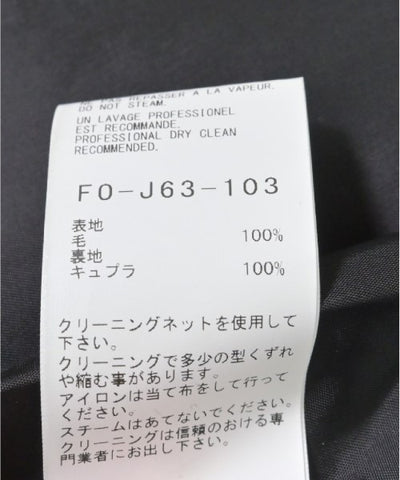 NE PAS REPASSER A LA VAPEUR.
DO NOT STEAM.
UN LAVAGE PROFESSIONEL
EST RECOMMANDE.
PROFESSIONAL DRY CLEAN
RECOMMENDED.
FO-J63-103
表地
毛 100%
裏地
キュプラ 100%
クリーニングネットを使用して
下さい。
クリーニングで多少の型くずれ
や縮む事があります。
アイロンは当て布をして行って
ください。
スチームはあてないでください。
クリーニングは信頼のおける専
門業者にお出し下さい。